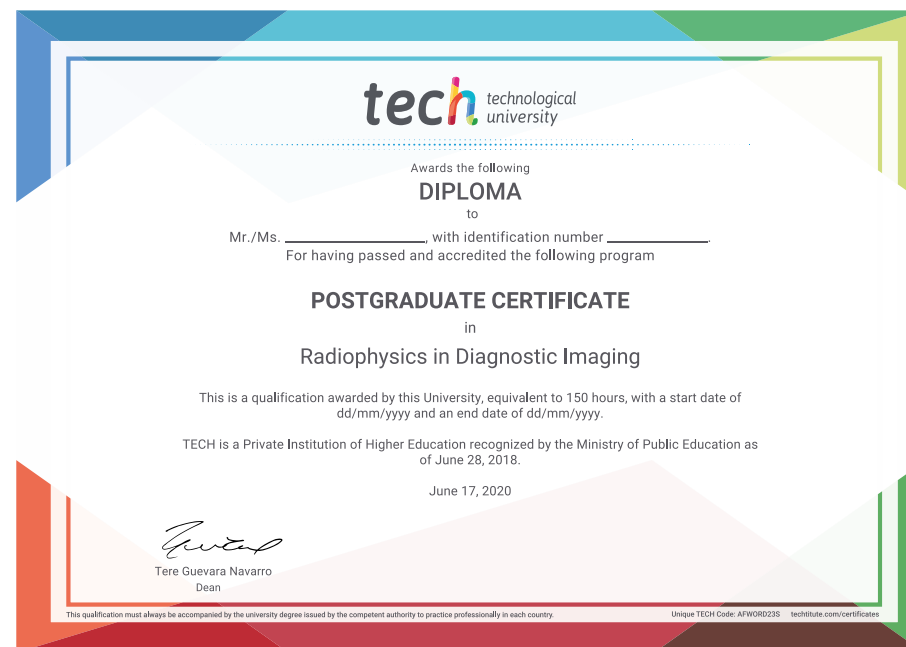 tech technological
university
Awards the following
DIPLOMA
to
Mr./Ms. ____________, with identification number ____________.
For having passed and accredited the following program
POSTGRADUATE CERTIFICATE
in
Radiophysics in Diagnostic Imaging
This is a qualification awarded by this University, equivalent to 150 hours, with a start date of
dd/mm/yyyy and an end date of dd/mm/yyyy.
TECH is a Private Institution of Higher Education recognized by the Ministry of Public Education as
of June 28, 2018.
June 17, 2020
Tere Guevara Navarro
Dean
This qualification must always be accompanied by the university degree issued by the competent authority to practice professionally in each country.
Unique TECH Code: AFWORD23S techtitute.com/certificates